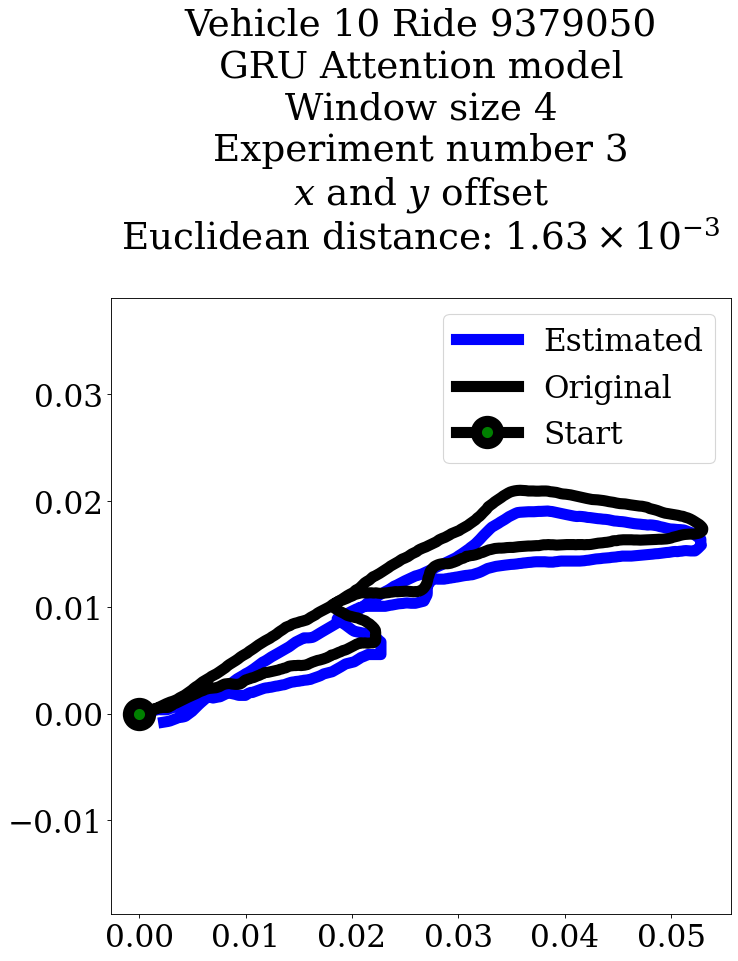 Vehicle 10 Ride 9379050
GRU Attention model
Window size 4
Experiment number 3
x and y offset
Euclidean distance: 1.63 × 10⁻³
Estimated
Original
Start
0.03
0.02
0.01
0.00
−0.01
0.00 0.01 0.02 0.03 0.04 0.05